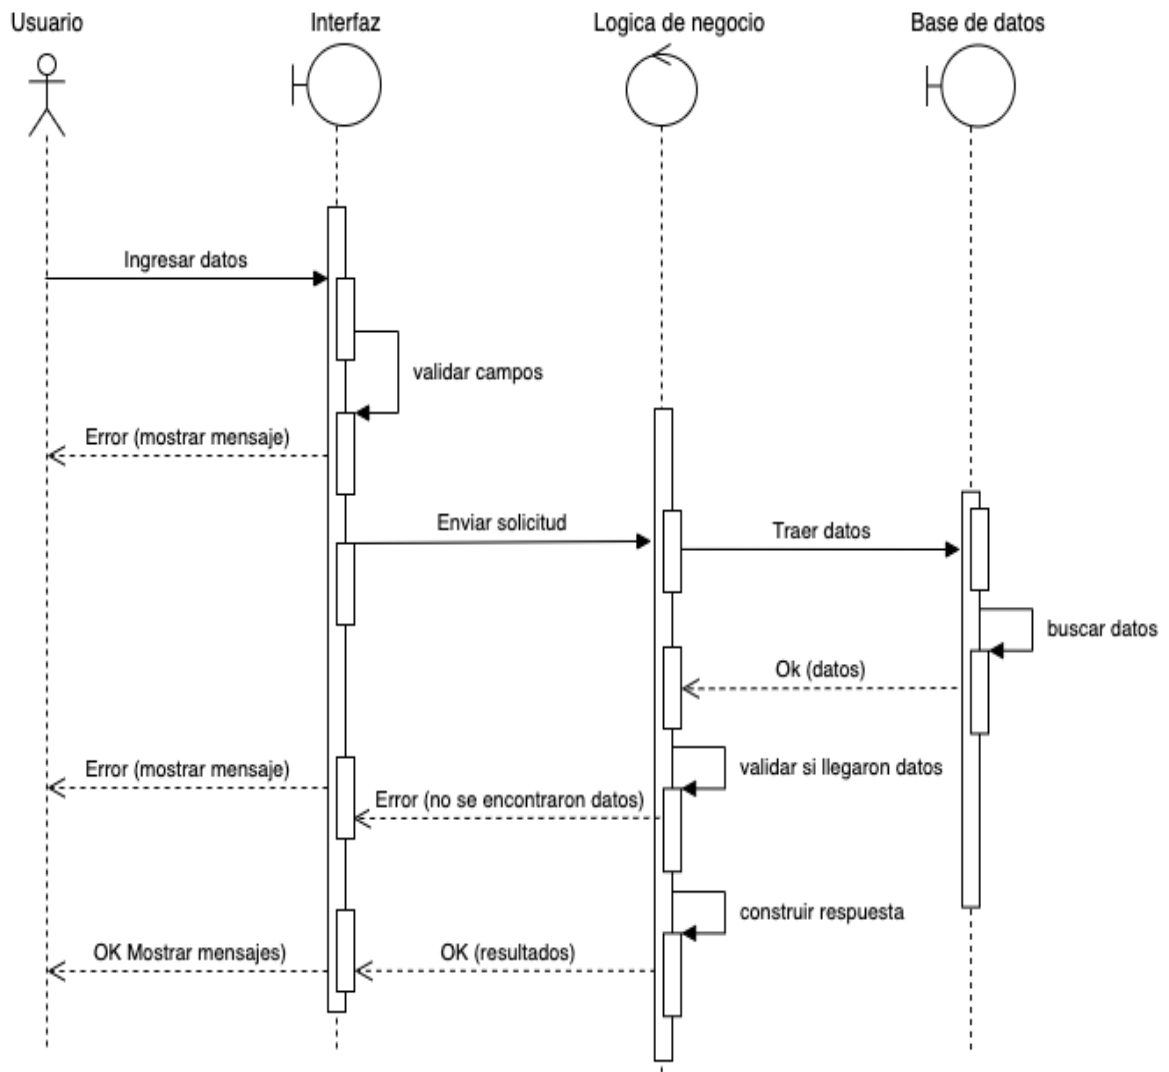 Usuario
Interfaz
Logica de negocio
Base de datos
Ingresar datos
validar campos
Error (mostrar mensaje)
Enviar solicitud
Traer datos
buscar datos
Ok (datos)
validar si llegaron datos
Error (mostrar mensaje)
Error (no se encontraron datos)
construir respuesta
OK Mostrar mensajes)
OK (resultados)